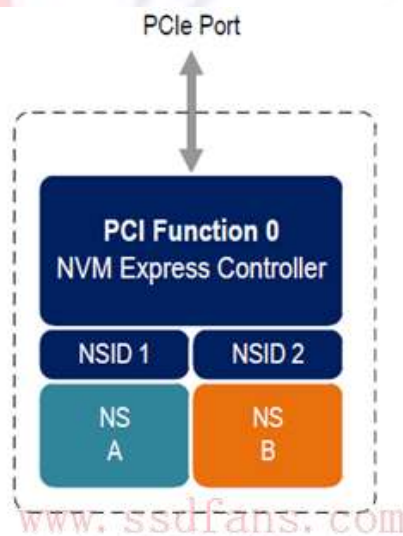 PCIe Port
PCI Function 0
NVM Express Controller
NSID 1
NSID 2
NS
A
NS
B
www.ssdfans.com